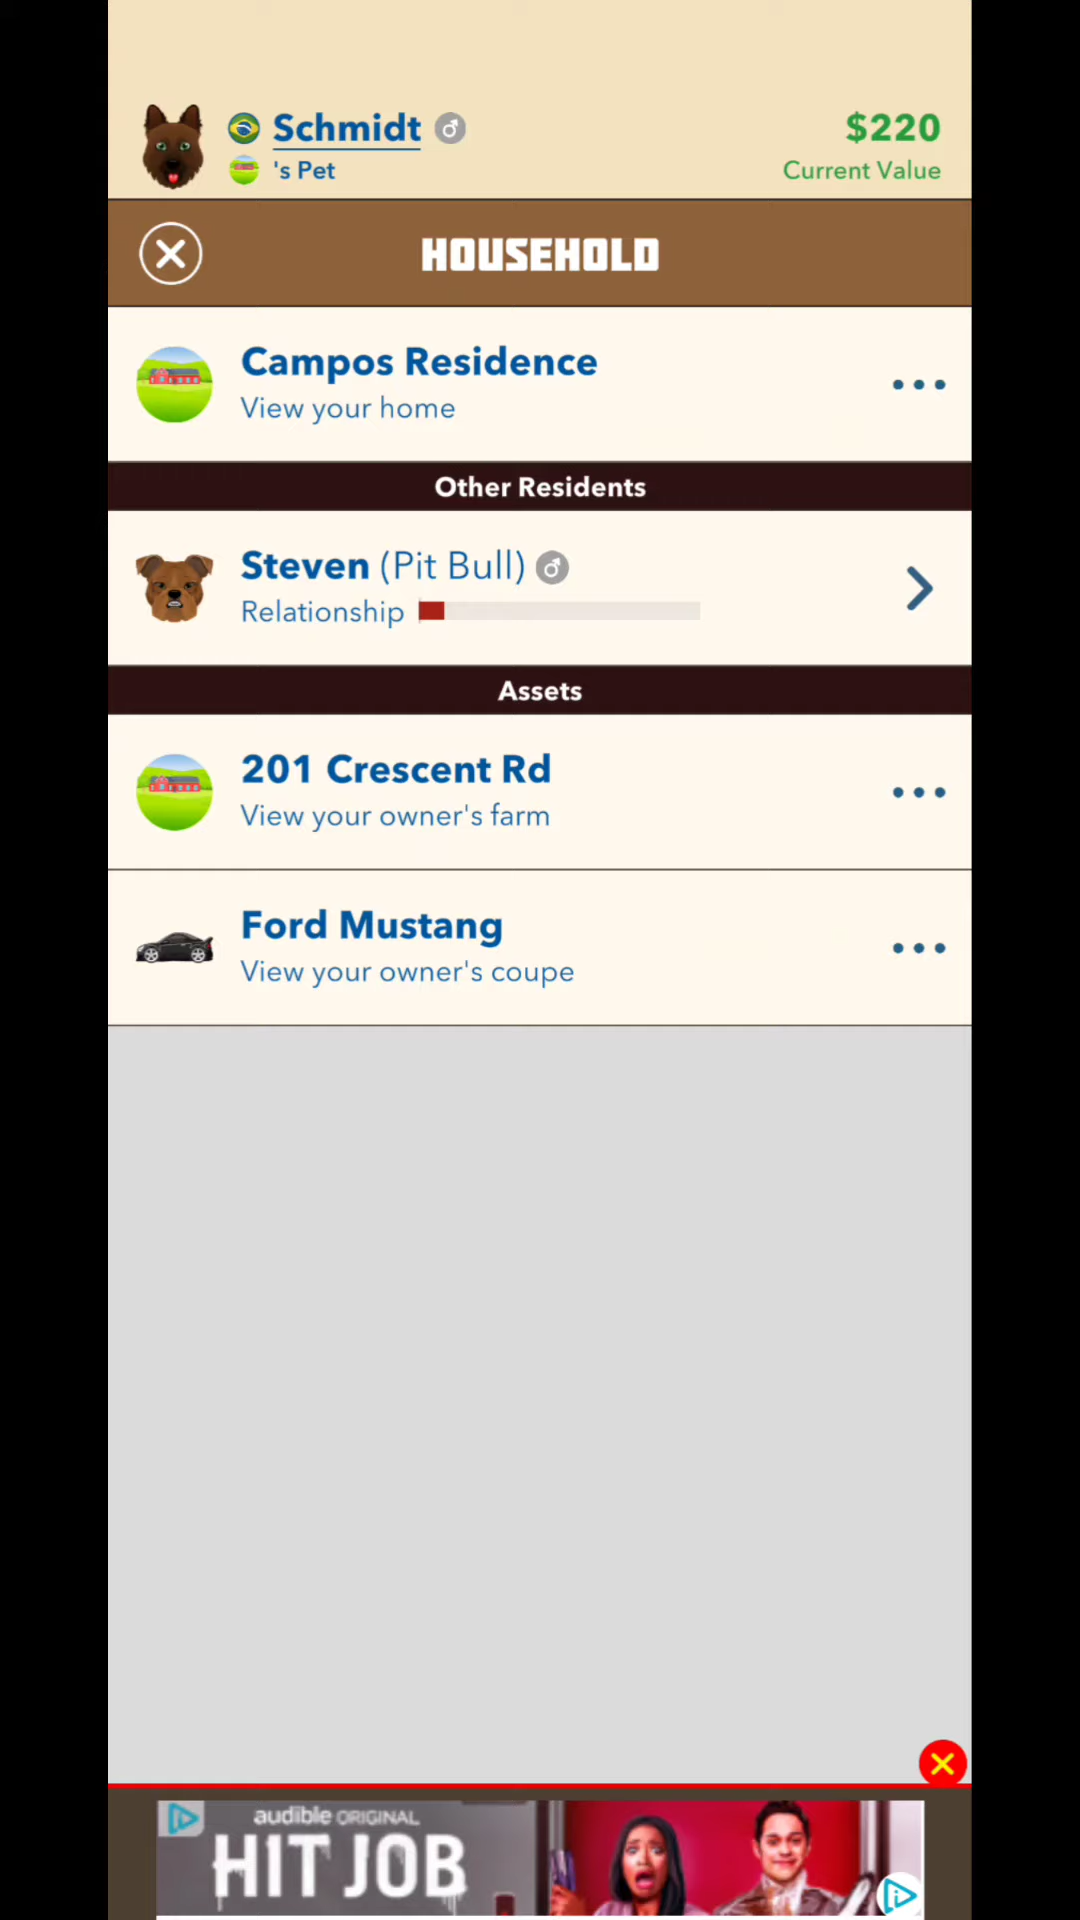 Schmidt
$220
's Pet
Current Value
HOUSEHOLD
Campos Residence
View your home
Other Residents
Steven (Pit Bull)
Relationship
Assets
201 Crescent Rd
View your owner's farm
Ford Mustang
View your owner's coupe
audible ORIGINAL
HIT JOB